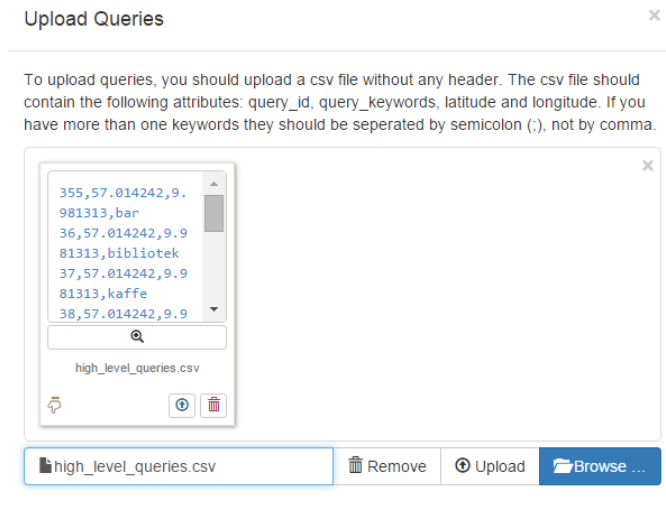 Upload Queries
×
To upload queries, you should upload a csv file without any header. The csv file should
contain the following attributes: query_id, query_keywords, latitude and longitude. If you
have more than one keywords they should be seperated by semicolon (;), not by comma.
×
355,57.014242,9.
981313,bar
36,57.014242,9.9
81313,bibliotek
37,57.014242,9.9
81313,kaffe
38,57.014242,9.9
high_level_queries.csv
high_level_queries.csv Remove Upload Browse ...